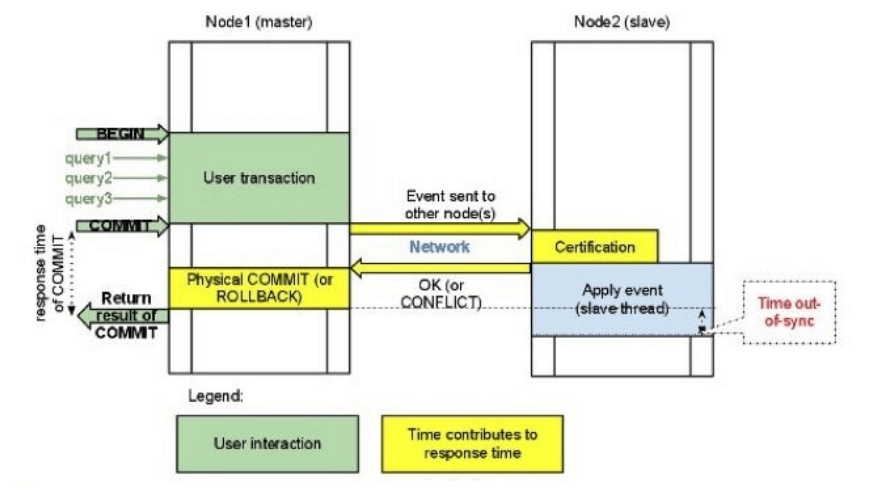 Node1 (master)
Node2 (slave)
BEGIN
query1
query2
query3
User transaction
COMMIT
Event sent to
other node(s)
Network
Certification
response time
of COMMIT
Physical COMMIT (or
ROLLBACK)
OK (or
CONFLICT)
Apply event
(slave thread)
Return
result of
COMMIT
Time out-
of-sync
Legend:
User interaction
Time contributes to
response time